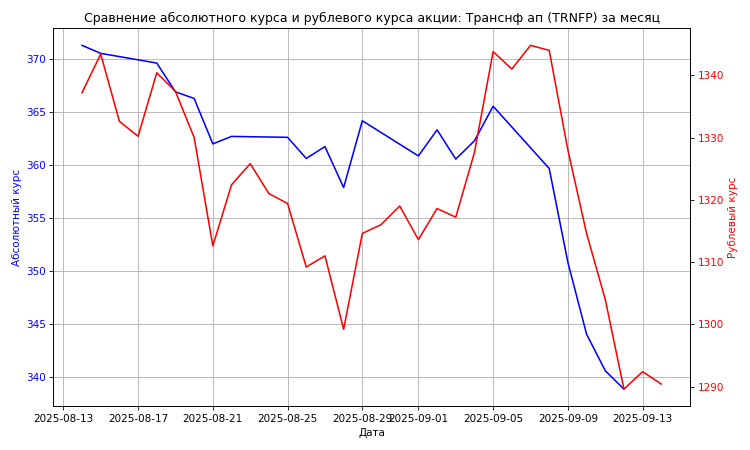 Сравнение абсолютного курса и рублевого курса акции: Транснф ап (TRNFP) за месяц
Абсолютный курс
370
365
360
355
350
345
340
Рублевый курс
1340
1330
1320
1310
1300
1290
2025-08-13 2025-08-17 2025-08-21 2025-08-25 2025-08-29 2025-09-01 2025-09-05 2025-09-09 2025-09-13
Дата